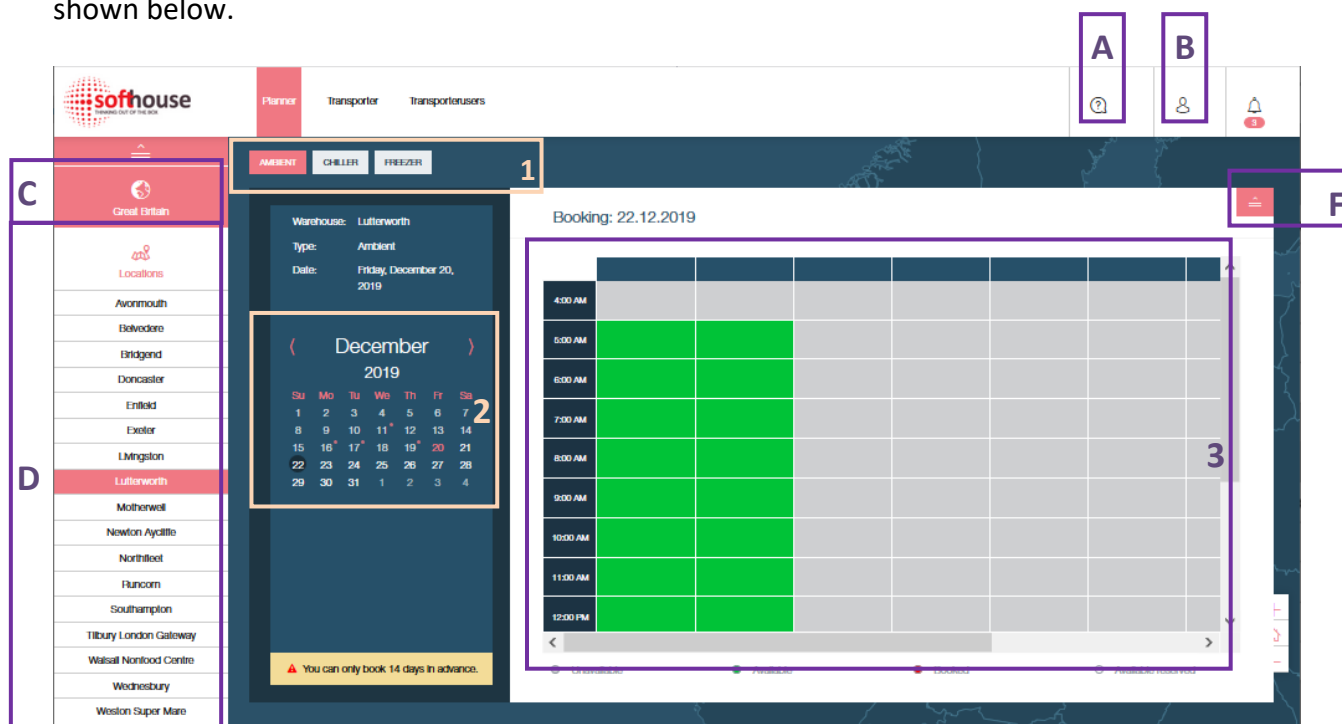 shown below.
A B
softhouse
THINKING OUT OF THE BOX
Planner Transporter Transporterusers
3
C
Great Britain
AMBIENT CHILLER FREEZER
1
F
Locations
Avonmouth
Belvedere
Bridgend
Doncaster
Enfield
Exeter
Livingston
Lutterworth
Motherwell
Newton Aycliffe
Northfleet
Runcorn
Southampton
Tilbury London Gateway
Walsall Nonfood Centre
Wednesbury
Weston Super Mare
D
Warehouse: Lutterworth
Type: Ambient
Date: Friday, December 20,
2019
December
2019
Su Mo Tu We Th Fr Sa
1 2 3 4 5 6 7
8 9 10 11* 12 13 14
15 16* 17* 18 19* 20 21
22 23 24 25 26 27 28
29 30 31 1 2 3 4
2
You can only book 14 days in advance.
Booking: 22.12.2019
4:00 AM
5:00 AM
6:00 AM
7:00 AM
8:00 AM
9:00 AM
10:00 AM
11:00 AM
12:00 PM
3
Unavailable Available Booked Available reserved